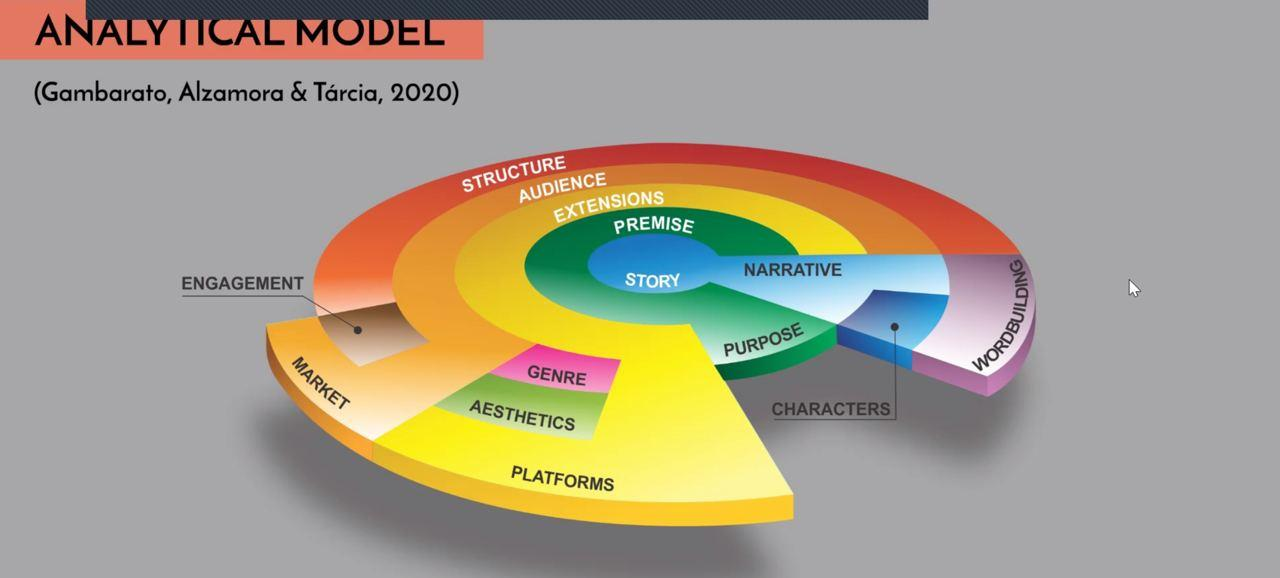 ANALYTICAL MODEL
(Gambarato, Alzamora & Tárcia, 2020)
STRUCTURE
AUDIENCE
EXTENSIONS
PREMISE
STORY
NARRATIVE
WORDBUILDING
ENGAGEMENT
PURPOSE
MARKET
GENRE
AESTHETICS
CHARACTERS
PLATFORMS